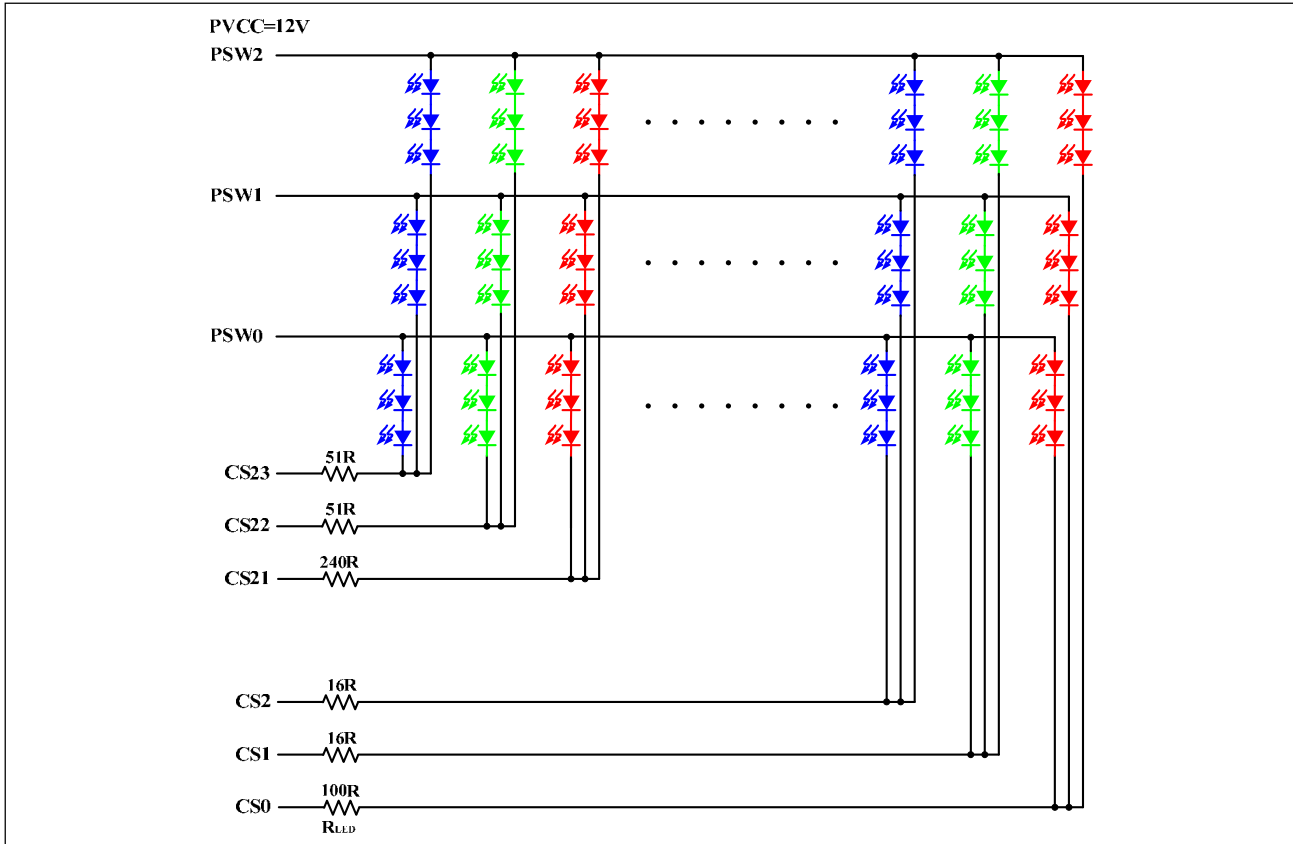 PVCC=12V
PSW2
PSW1
PSW0
51R
CS23
51R
CS22
240R
CS21
16R
CS2
16R
CS1
100R
CS0
RLED